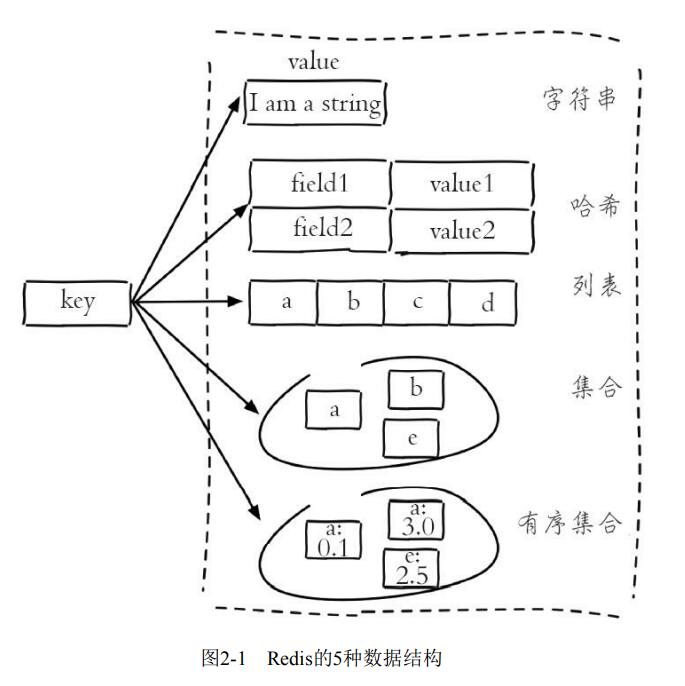 value
I am a string 字符串
field1 value1
field2 value2
哈希
key
a b c d
列表
a b e
集合
a: 0.1
a: 3.0
e: 2.5
有序集合
图2-1 Redis的5种数据结构